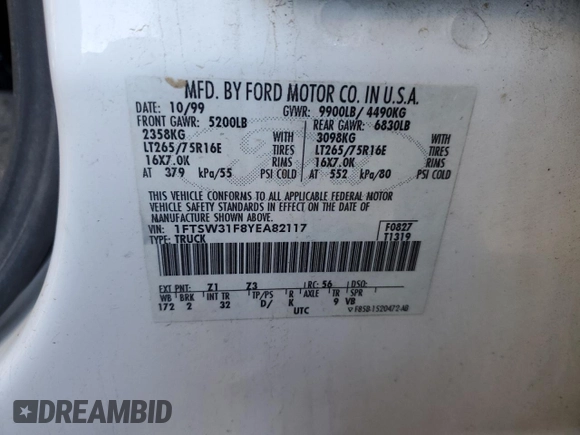 MFD. BY FORD MOTOR CO. IN U.S.A.
DATE: 10/99 GVWR: 9900LB/ 4490KG
FRONT GAWR: 5200LB REAR GAWR: 6830LB
2358KG WITH 3098KG WITH
LT265/75R16E TIRES LT265/75R16E TIRES
16X7.0K RIMS 16X7.0K RIMS
AT 379 kPa/55 PSI COLD AT 552 kPa/80 PSI COLD
THIS VEHICLE CONFORMS TO ALL APPLICABLE FEDERAL MOTOR
VEHICLE SAFETY STANDARDS IN EFFECT ON THE DATE OF
MANUFACTURE SHOWN ABOVE.
VIN: 1FTSW31F8YEA82117 F0827
TYPE: TRUCK T1319
EXT PNT: Z1 Z3 RC: 56 DSO:
WB BRK INT TR TP/PS R AXLE TR SPR
172 2 32 D/ K 9 VB
UTC F85B-1520472-AB
DREAMBID